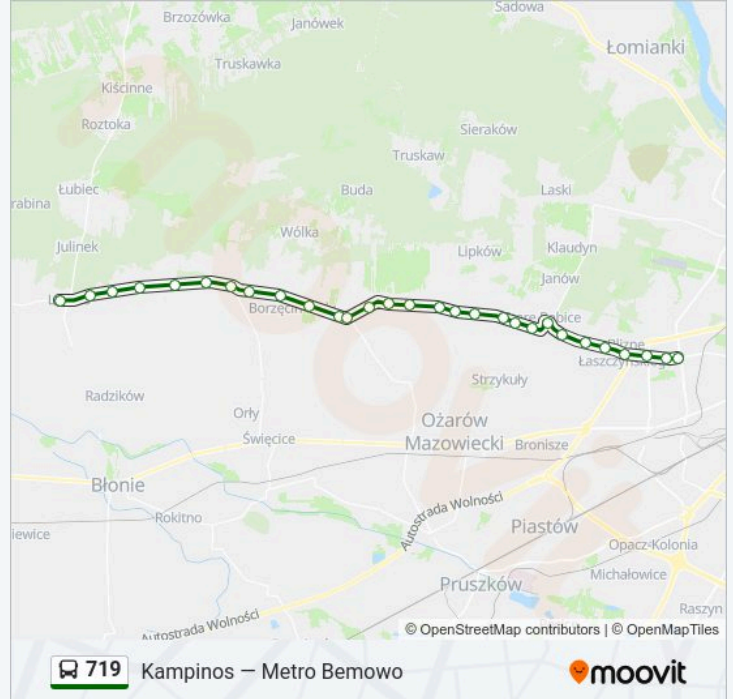 Sadowa
Brzozówka
Janówek
Łomianki
Truskawka
Kiścinne
Roztoka
Sieraków
Truskaw
Łubiec
Buda
Laski
rabina
Wólka
Julinek
Lipków
Klaudyn
Janów
Borzęcin
Blizne
Łaszczyńskiego
Strzykuły
Radzików
Orły
Ożarów
Mazowiecki
Bronisze
Święcice
Błonie
Autostrada Wolności
Rokitno
Piastów
iewice
Opacz-Kolonia
Michałowice
Pruszków
Raszyn
Autostrada Wolności
© OpenStreetMap contributors | © OpenMapTiles
719 Kampinos — Metro Bemowo
moovit